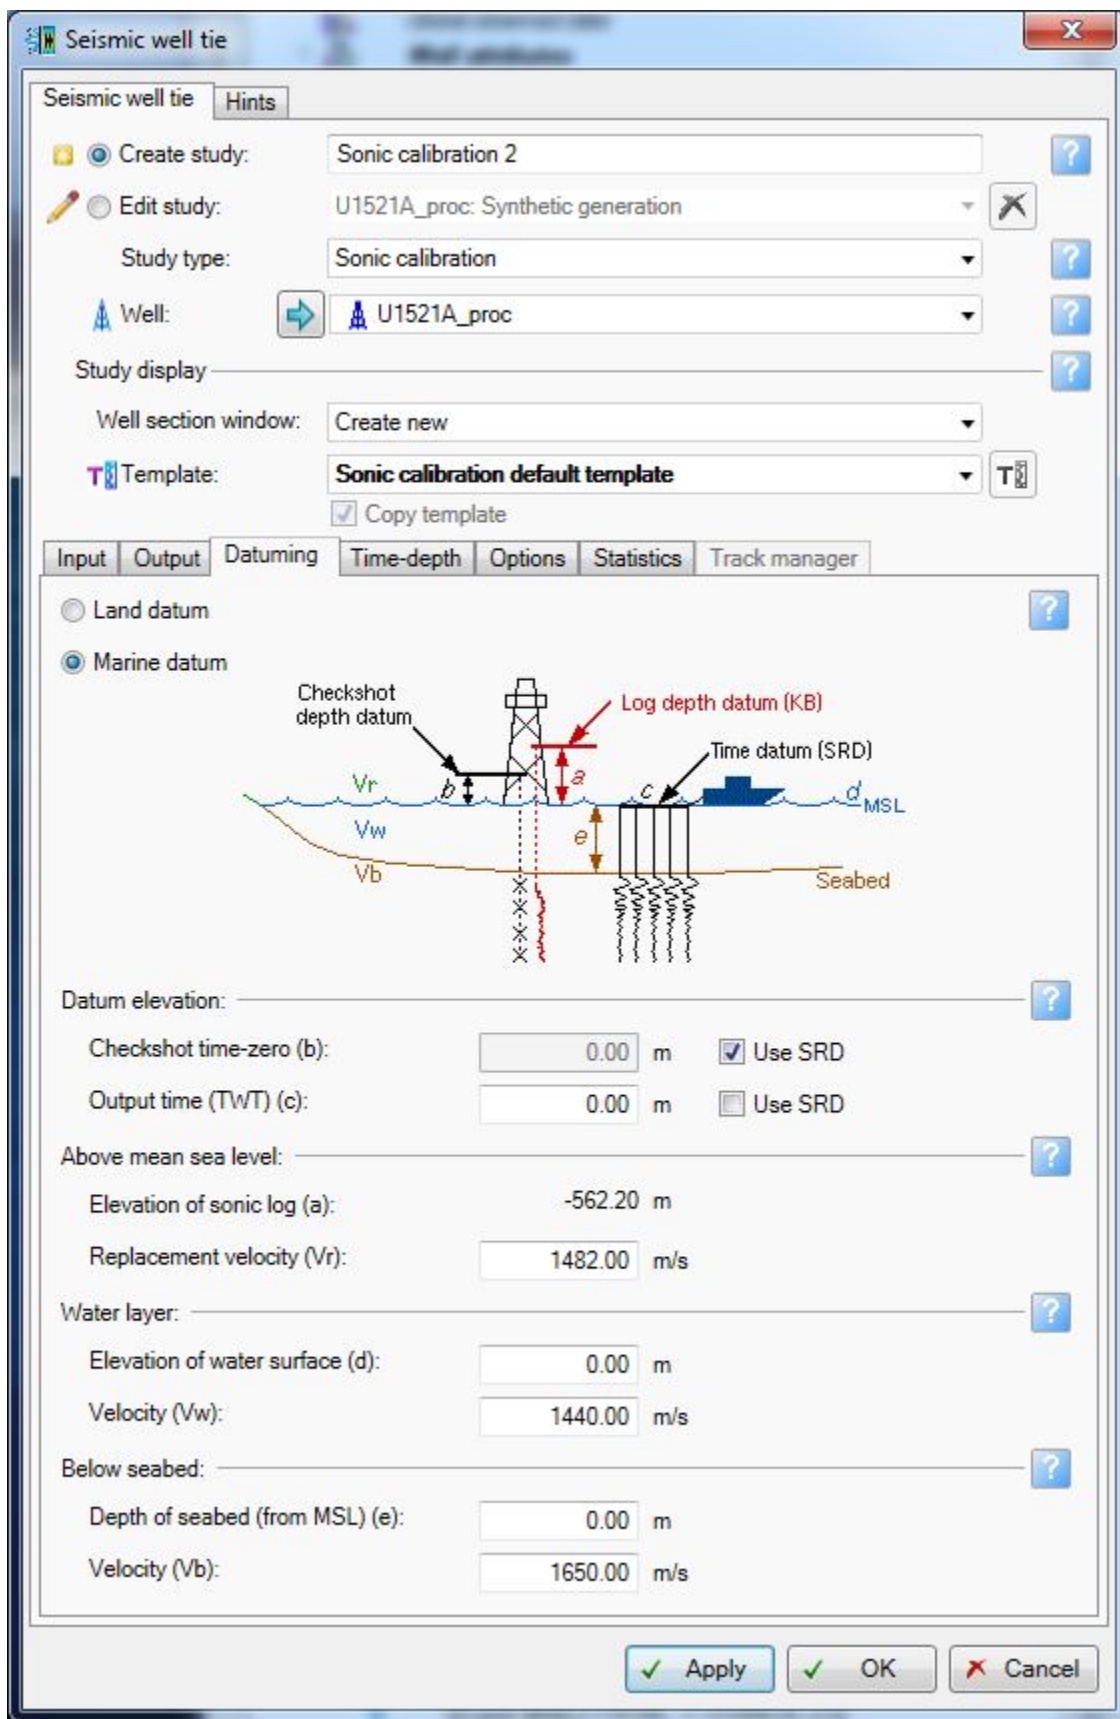 Seismic well tie
Seismic well tie Hints
Create study: Sonic calibration 2
Edit study: U1521A_proc: Synthetic generation
Study type: Sonic calibration
Well: U1521A_proc
Study display
Well section window: Create new
Template: Sonic calibration default template
Copy template
Input Output Datuming Time-depth Options Statistics Track manager
Land datum
Marine datum
Checkshot
depth datum
Log depth datum (KB)
Time datum (SRD)
Vr b a c d MSL
Vw e
Vb Seabed
Datum elevation:
Checkshot time-zero (b): 0.00 m Use SRD
Output time (TWT) (c): 0.00 m Use SRD
Above mean sea level:
Elevation of sonic log (a): -562.20 m
Replacement velocity (Vr): 1482.00 m/s
Water layer:
Elevation of water surface (d): 0.00 m
Velocity (Vw): 1440.00 m/s
Below seabed:
Depth of seabed (from MSL) (e): 0.00 m
Velocity (Vb): 1650.00 m/s
Apply OK Cancel